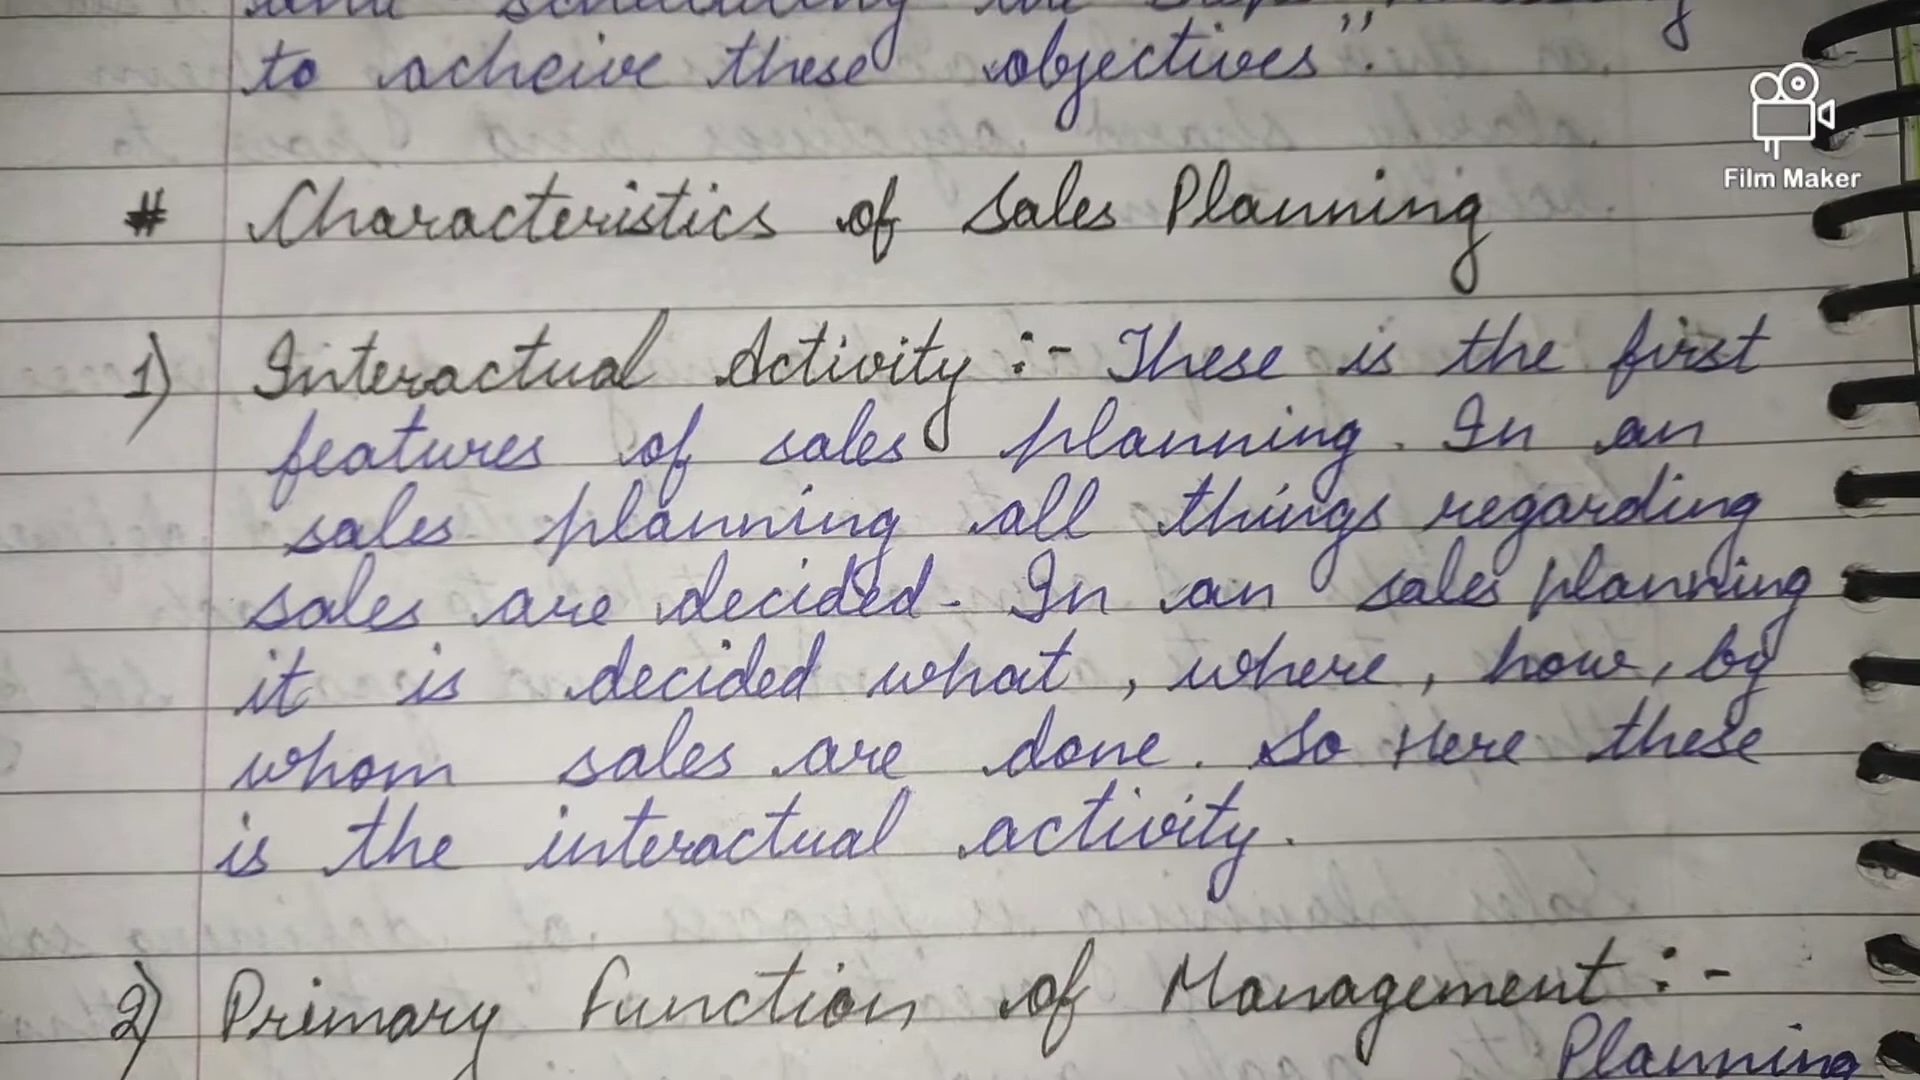 to acheive these objectives".
Film Maker
# Characteristics of Sales Planning
1) Interactual Activity :- These is the first
features of sales planning. In an
sales planning all things regarding
sales are decided. In an sales planning
it is decided what, where, how, by
whom sales are done. So Here these
is the interactual activity.
2) Primary Function of Management :-
Planning